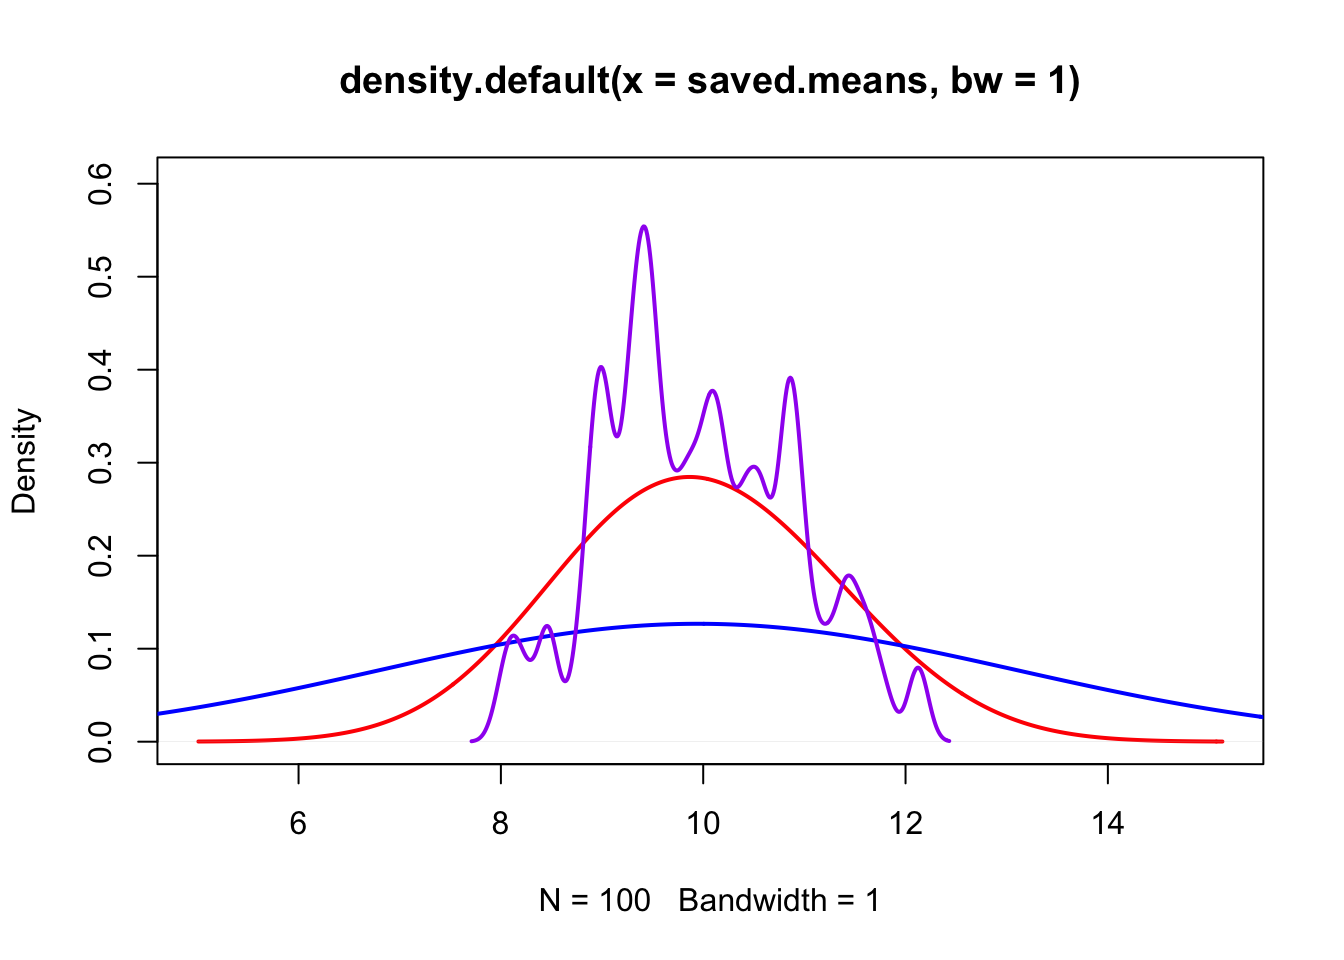 density.default(x = saved.means, bw = 1)
0.6
0.5
0.4
0.3
0.2
0.1
0.0
Density
6 8 10 12 14
N = 100   Bandwidth = 1